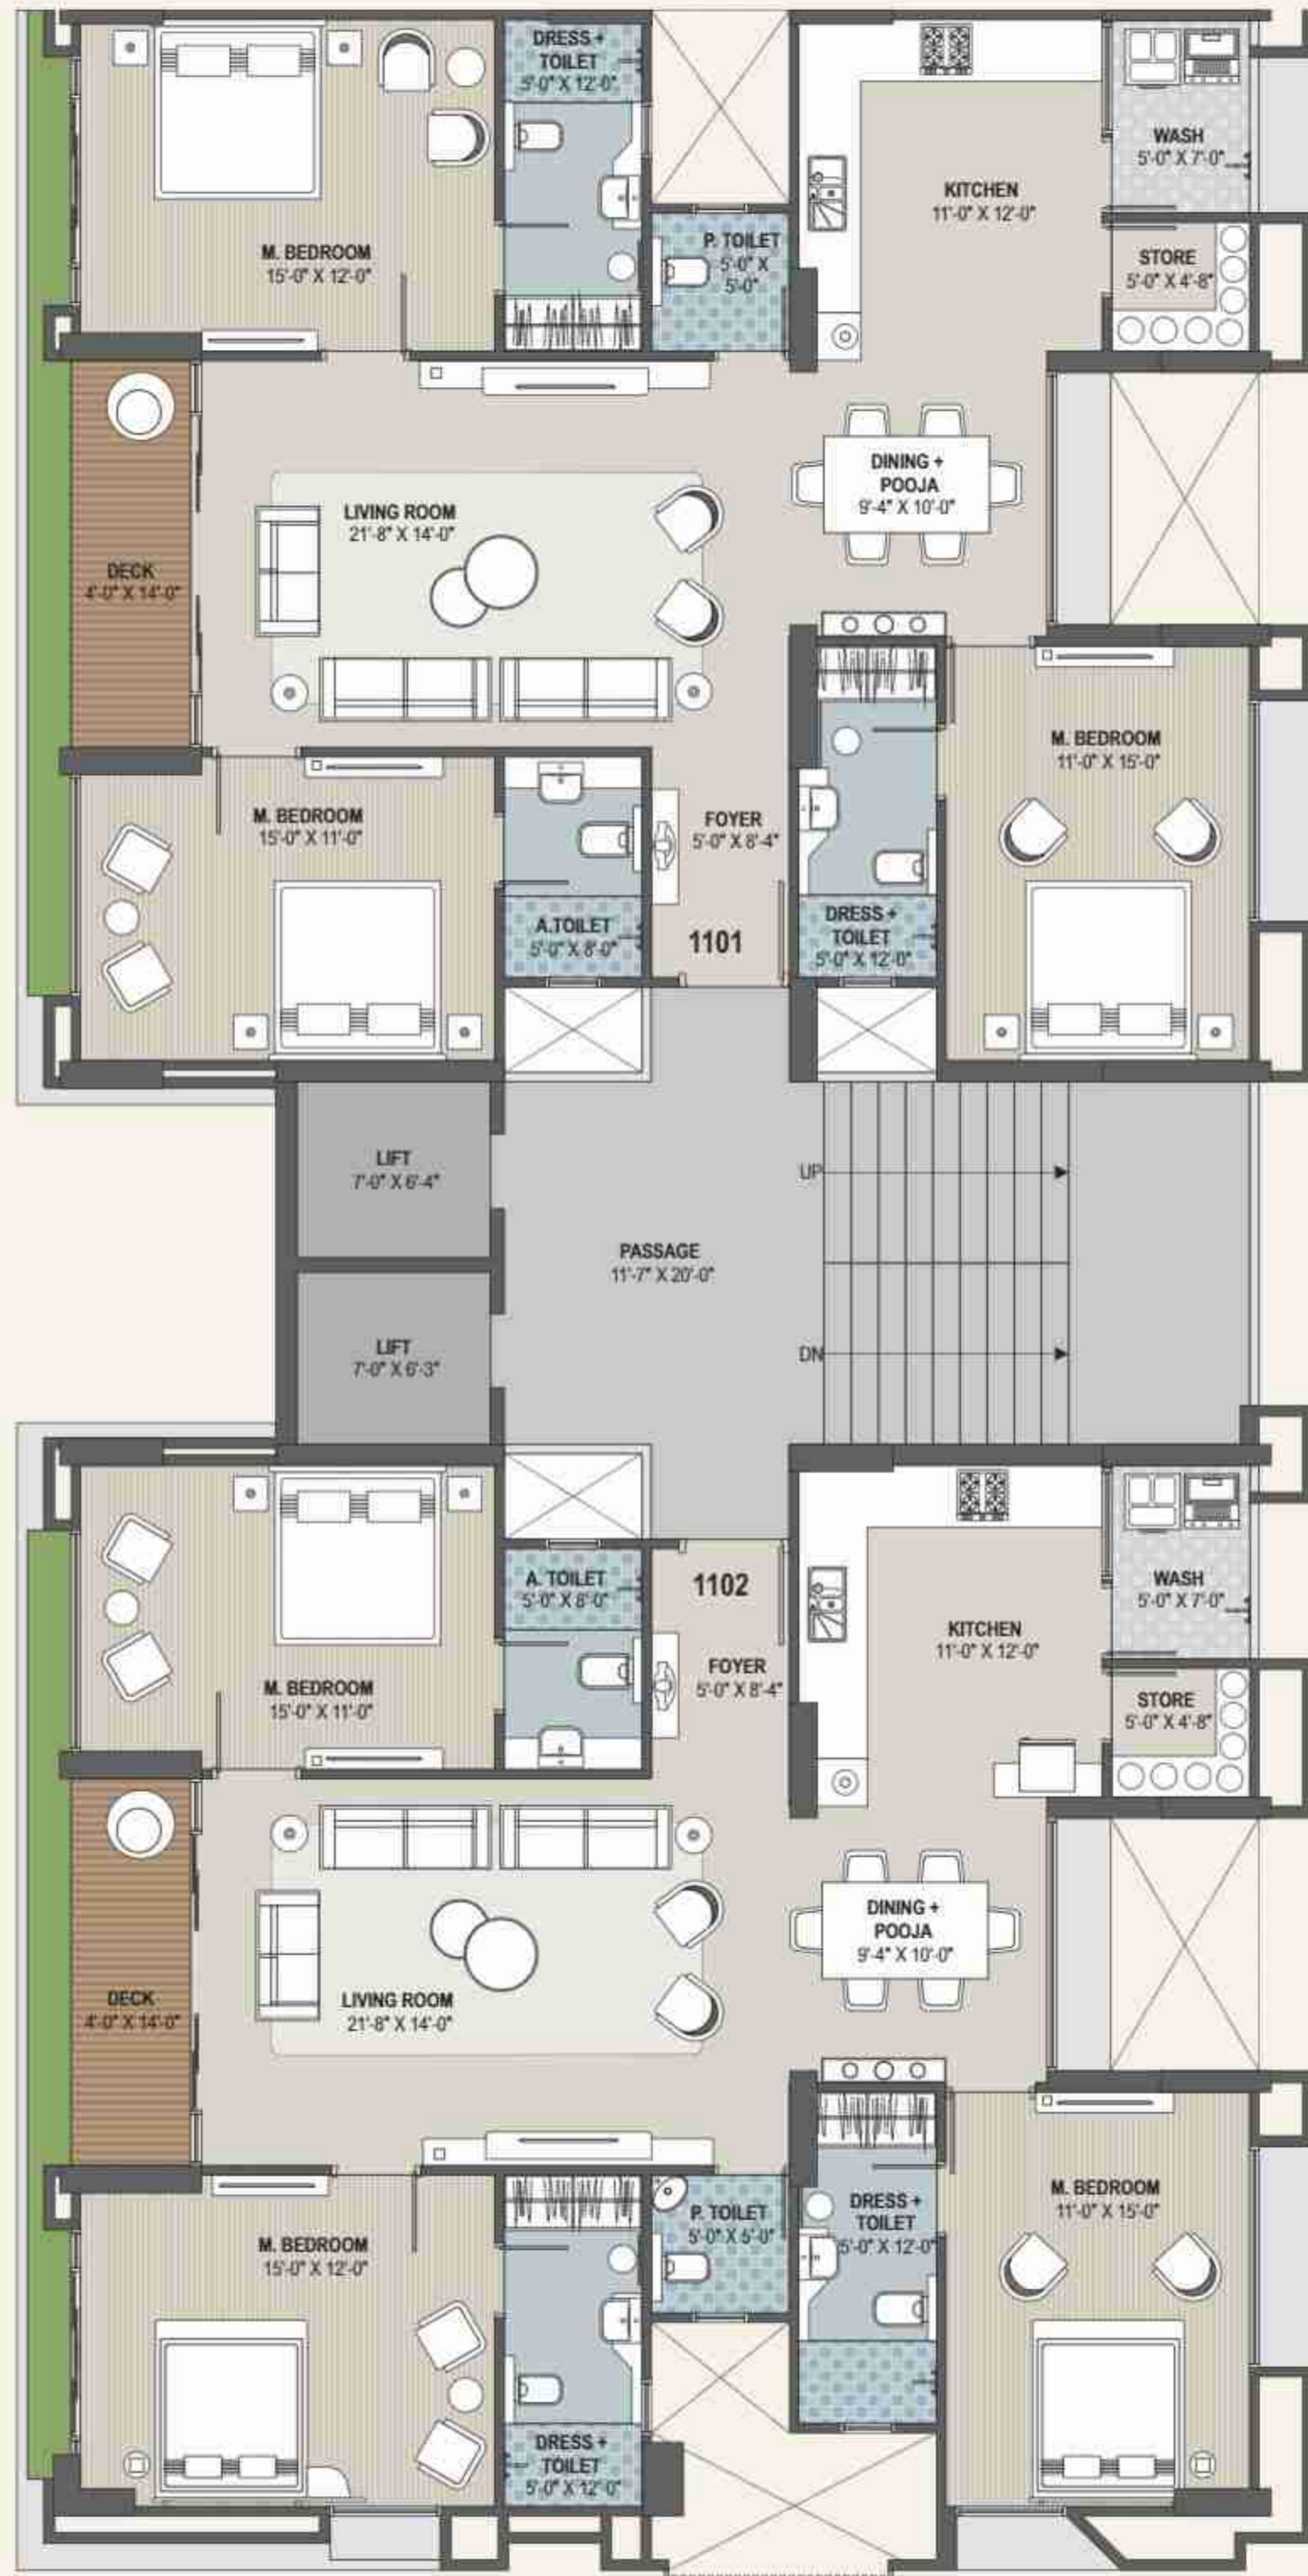 DRESS +
TOILET
5'-0" X 12'-0"
WASH
5'-0" X 7'-0"
KITCHEN
11'-0" X 12'-0"
P. TOILET
5'-0" X
5'-0"
M. BEDROOM
15'-0" X 12'-0"
STORE
5'-0" X 4'-8"
DINING +
POOJA
9'-4" X 10'-0"
LIVING ROOM
21'-8" X 14'-0"
DECK
4'-0" X 14'-0"
M. BEDROOM
11'-0" X 15'-0"
M. BEDROOM
15'-0" X 11'-0"
FOYER
5'-0" X 8'-4"
A.TOILET
5'-0" X 8'-0"
1101
DRESS +
TOILET
5'-0" X 12'-0"
LIFT
7'-0" X 6'-4"
UP
PASSAGE
11'-7" X 20'-0"
LIFT
7'-0" X 6'-3"
DN
A. TOILET
5'-0" X 8'-0"
1102
WASH
5'-0" X 7'-0"
KITCHEN
11'-0" X 12'-0"
FOYER
5'-0" X 8'-4"
M. BEDROOM
15'-0" X 11'-0"
STORE
5'-0" X 4'-8"
DINING +
POOJA
9'-4" X 10'-0"
DECK
4'-0" X 14'-0"
LIVING ROOM
21'-8" X 14'-0"
M. BEDROOM
11'-0" X 15'-0"
DRESS +
TOILET
5'-0" X 12'-0"
P. TOILET
5'-0" X 5'-0"
M. BEDROOM
15'-0" X 12'-0"
DRESS +
TOILET
5'-0" X 12'-0"